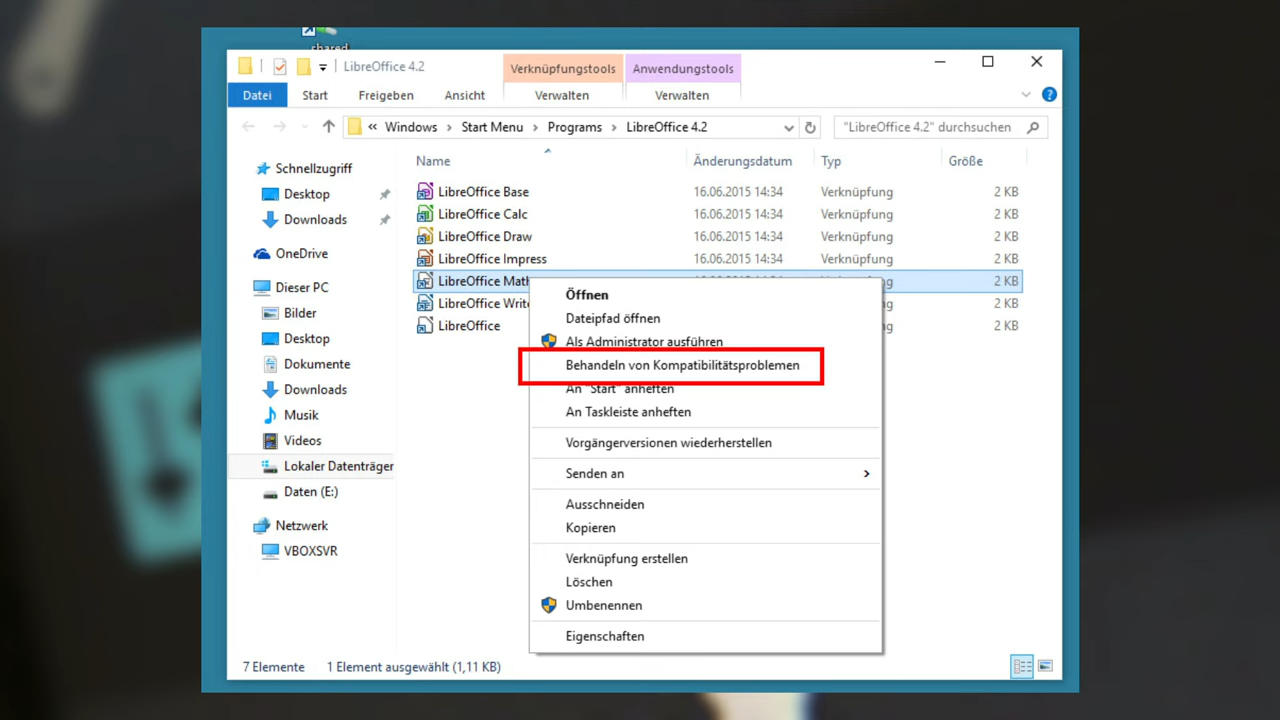 shared
LibreOffice 4.2
Verknüpfungstools Anwendungstools
Datei Start Freigeben Ansicht Verwalten Verwalten
« Windows › Start Menu › Programs › LibreOffice 4.2
"LibreOffice 4.2" durchsuchen
Schnellzugriff
Desktop
Downloads
OneDrive
Dieser PC
Bilder
Desktop
Dokumente
Downloads
Musik
Videos
Lokaler Datenträger
Daten (E:)
Netzwerk
VBOXSVR
Name Änderungsdatum Typ Größe
LibreOffice Base 16.06.2015 14:34 Verknüpfung 2 KB
LibreOffice Calc 16.06.2015 14:34 Verknüpfung 2 KB
LibreOffice Draw 16.06.2015 14:34 Verknüpfung 2 KB
LibreOffice Impress 16.06.2015 14:34 Verknüpfung 2 KB
LibreOffice Math 2 KB
LibreOffice 2 KB
LibreOffice 2 KB
Öffnen
Dateipfad öffnen
Als Administrator ausführen
Behandeln von Kompatibilitätsproblemen
An "Start" anheften
An Taskleiste anheften
Vorgängerversionen wiederherstellen
Senden an
Ausschneiden
Kopieren
Verknüpfung erstellen
Löschen
Umbenennen
Eigenschaften
7 Elemente 1 Element ausgewählt (1,11 KB)